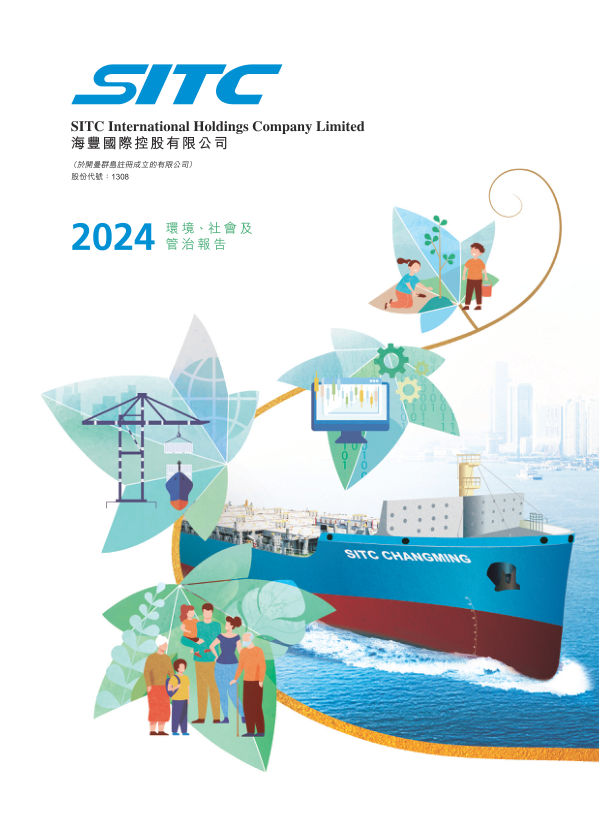 SITC
SITC International Holdings Company Limited
海豐國際控股有限公司
（於開曼群島註冊成立的有限公司）
股份代號：1308
2024 環境、社會及
管治報告
SITC CHANGMING